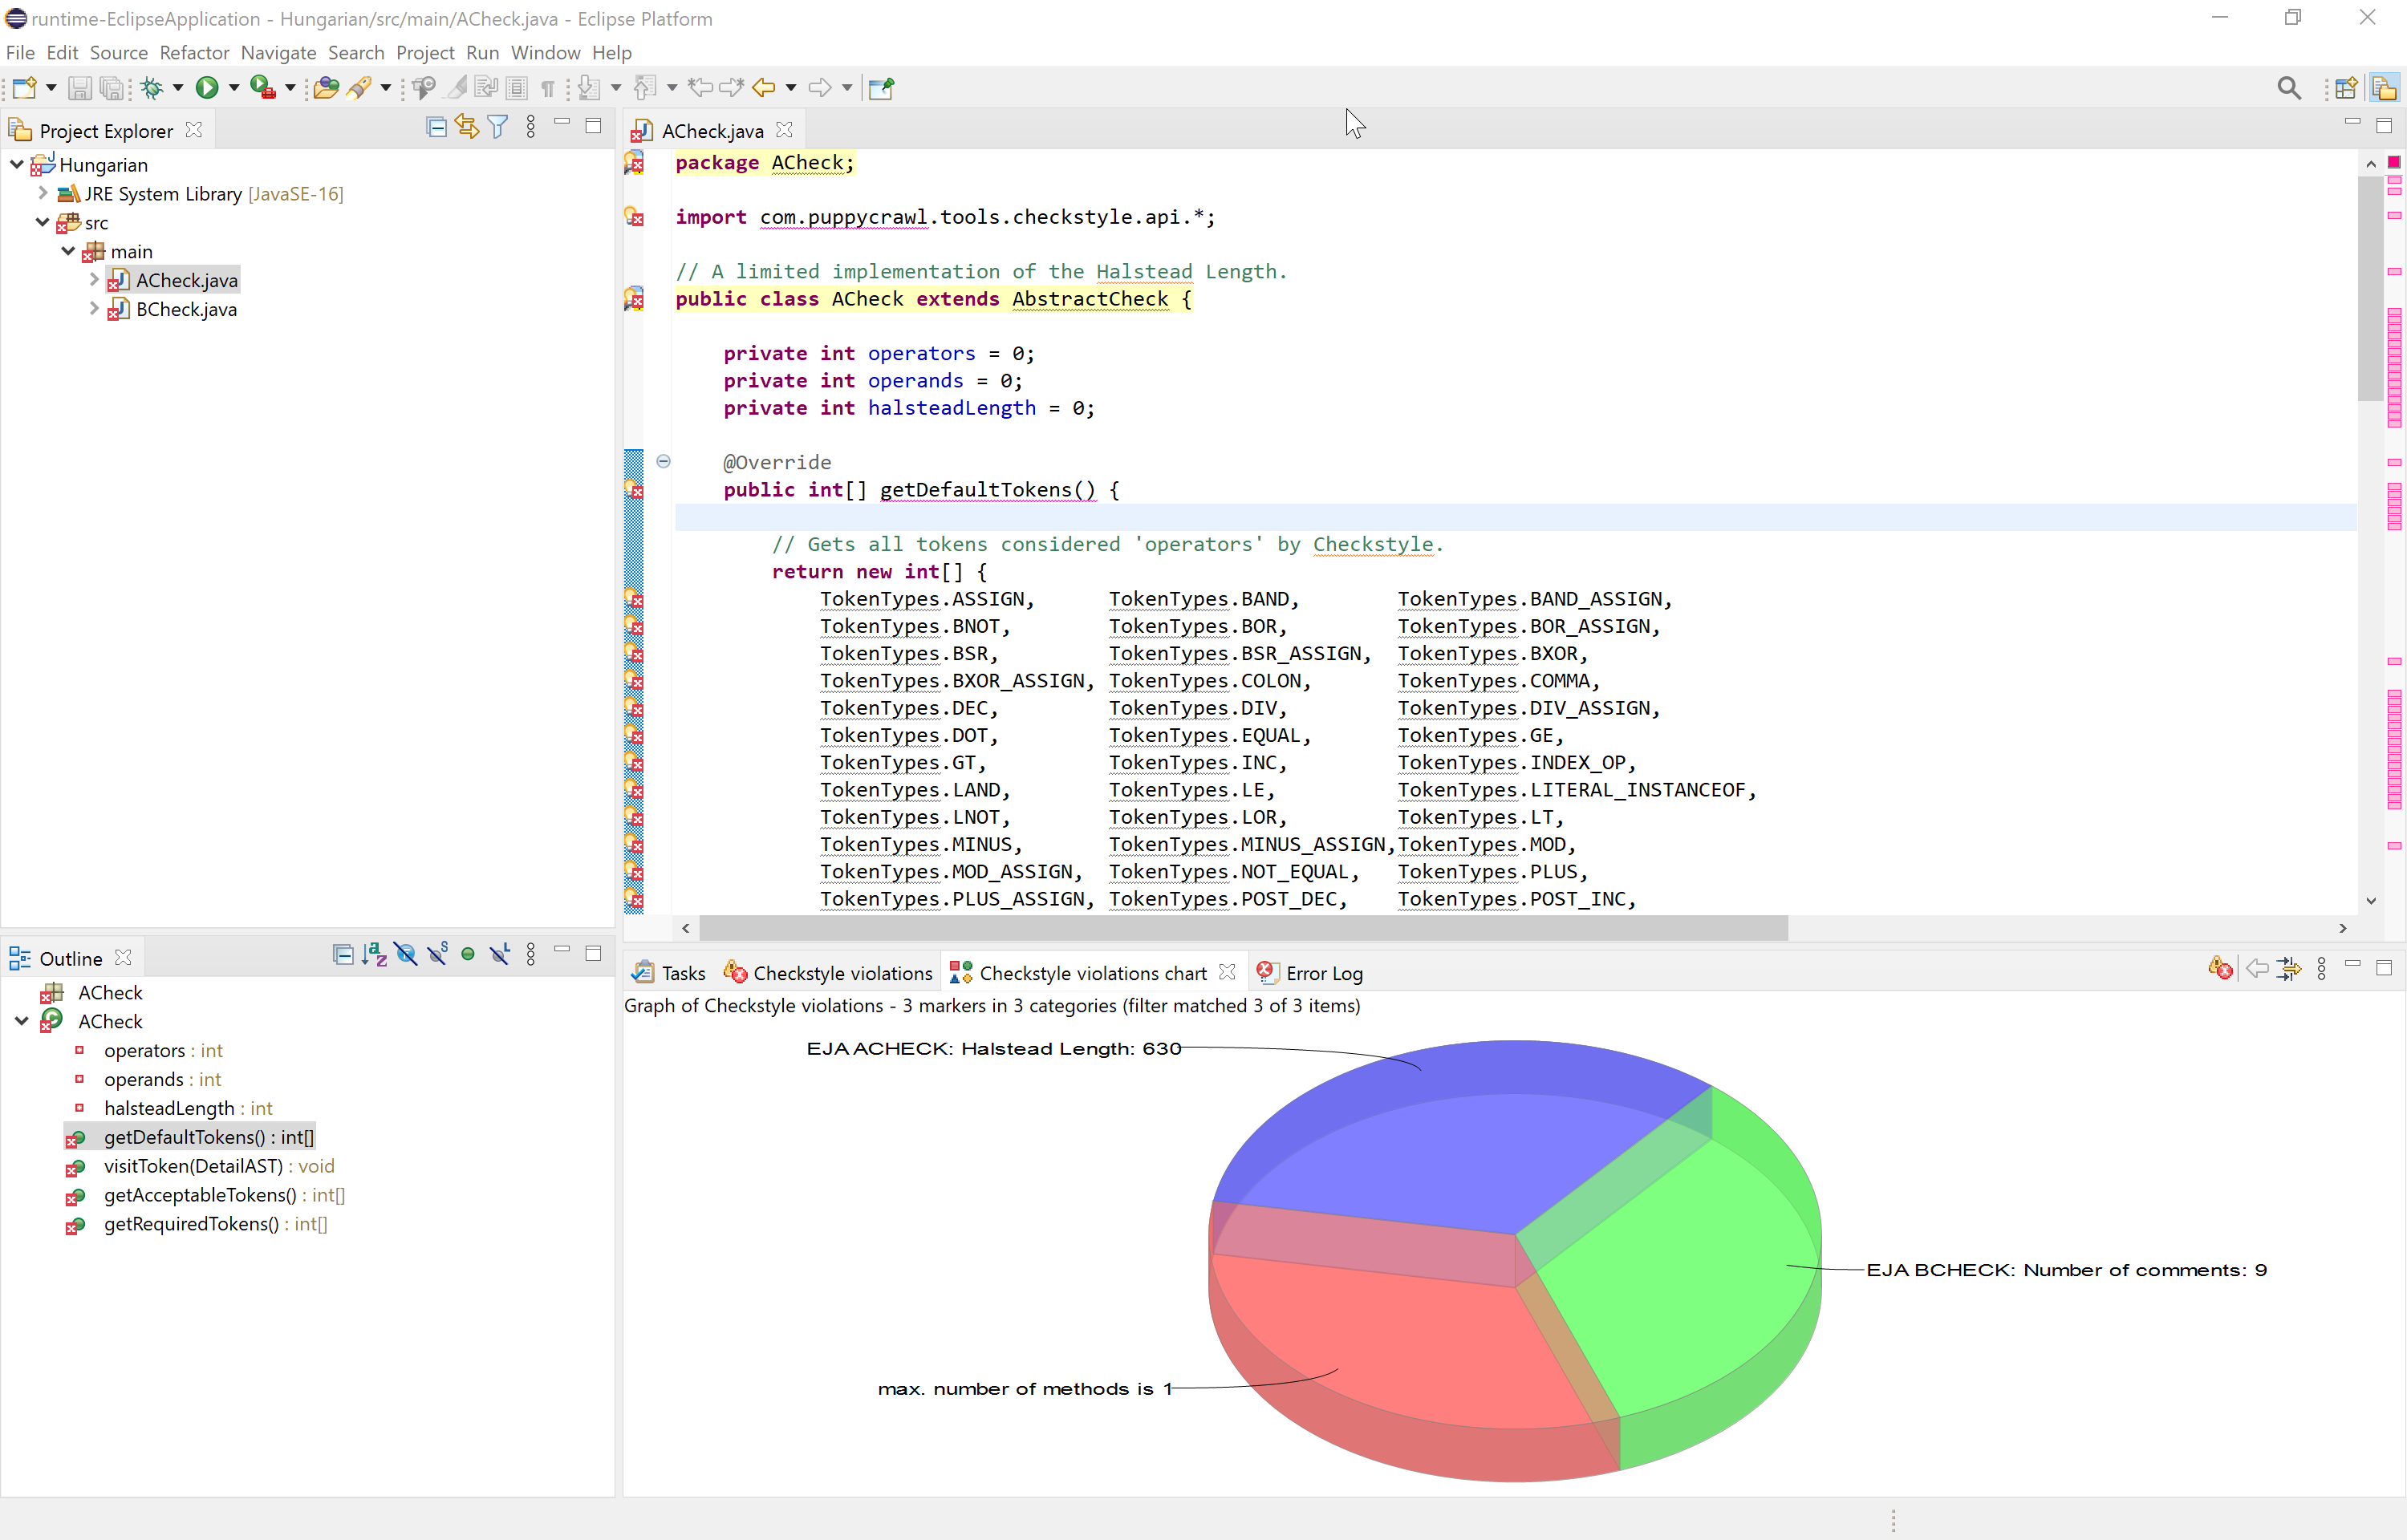 runtime-EclipseApplication - Hungarian/src/main/ACheck.java - Eclipse Platform
File Edit Source Refactor Navigate Search Project Run Window Help
Project Explorer
Hungarian
JRE System Library [JavaSE-16]
src
main
ACheck.java
BCheck.java
ACheck.java
package ACheck;
import com.puppycrawl.tools.checkstyle.api.*;
// A limited implementation of the Halstead Length.
public class ACheck extends AbstractCheck {
private int operators = 0;
private int operands = 0;
private int halsteadLength = 0;
@Override
public int[] getDefaultTokens() {
// Gets all tokens considered 'operators' by Checkstyle.
return new int[] {
TokenTypes.ASSIGN, TokenTypes.BAND, TokenTypes.BAND_ASSIGN,
TokenTypes.BNOT, TokenTypes.BOR, TokenTypes.BOR_ASSIGN,
TokenTypes.BSR, TokenTypes.BSR_ASSIGN, TokenTypes.BXOR,
TokenTypes.BXOR_ASSIGN, TokenTypes.COLON, TokenTypes.COMMA,
TokenTypes.DEC, TokenTypes.DIV, TokenTypes.DIV_ASSIGN,
TokenTypes.DOT, TokenTypes.EQUAL, TokenTypes.GE,
TokenTypes.GT, TokenTypes.INC, TokenTypes.INDEX_OP,
TokenTypes.LAND, TokenTypes.LE, TokenTypes.LITERAL_INSTANCEOF,
TokenTypes.LNOT, TokenTypes.LOR, TokenTypes.LT,
TokenTypes.MINUS, TokenTypes.MINUS_ASSIGN,TokenTypes.MOD,
TokenTypes.MOD_ASSIGN, TokenTypes.NOT_EQUAL, TokenTypes.PLUS,
TokenTypes.PLUS_ASSIGN, TokenTypes.POST_DEC, TokenTypes.POST_INC,
Outline
ACheck
ACheck
operators : int
operands : int
halsteadLength : int
getDefaultTokens() : int[]
visitToken(DetailAST) : void
getAcceptableTokens() : int[]
getRequiredTokens() : int[]
Tasks Checkstyle violations Checkstyle violations chart Error Log
Graph of Checkstyle violations - 3 markers in 3 categories (filter matched 3 of 3 items)
EJA ACHECK: Halstead Length: 630
EJA BCHECK: Number of comments: 9
max. number of methods is 1